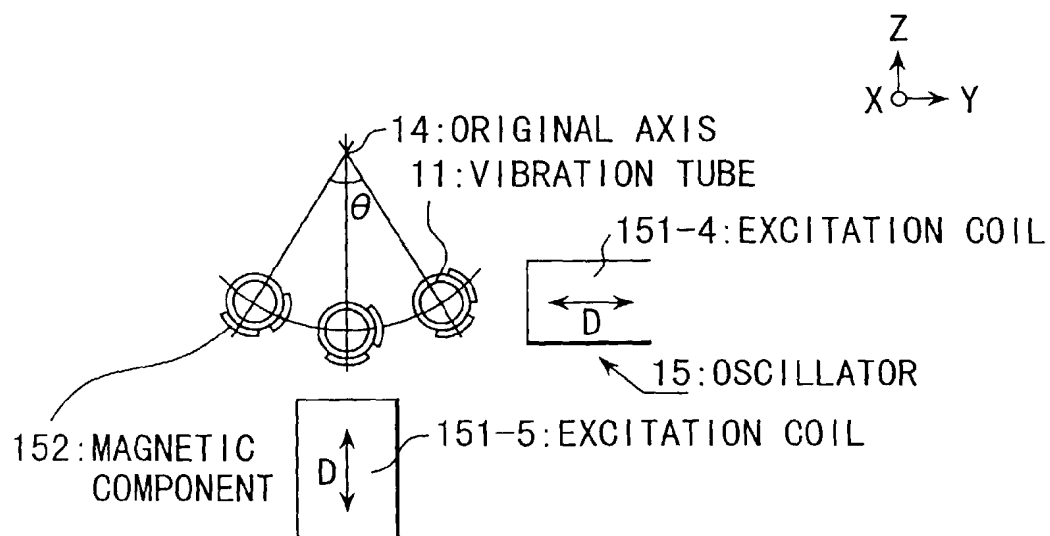 Z
X Y
14:ORIGINAL AXIS
11:VIBRATION TUBE
θ
151-4:EXCITATION COIL
D
15:OSCILLATOR
152:MAGNETIC
COMPONENT
151-5:EXCITATION COIL
D